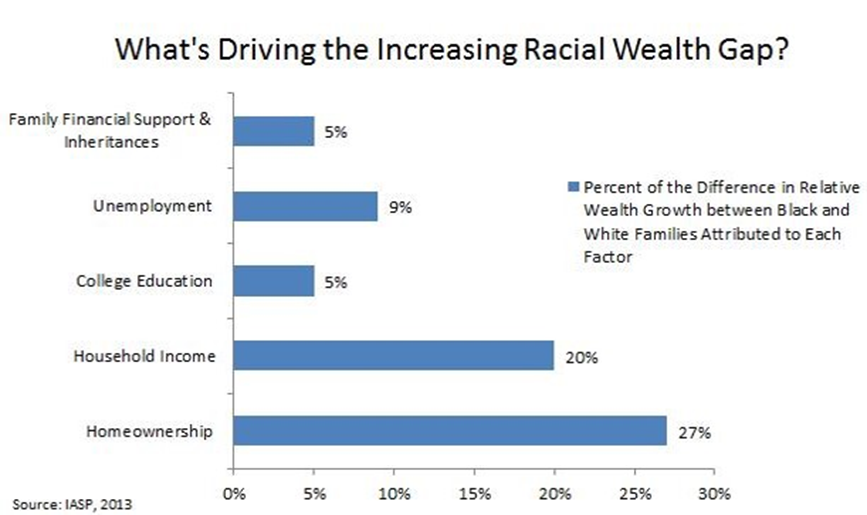 What's Driving the Increasing Racial Wealth Gap?
Family Financial Support &
Inheritances
5%
Unemployment
9%
College Education
5%
Household Income
20%
Homeownership
27%
0%
5%
10%
15%
20%
25%
30%
Percent of the Difference in Relative
Wealth Growth between Black and
White Families Attributed to Each
Factor
Source: IASP, 2013